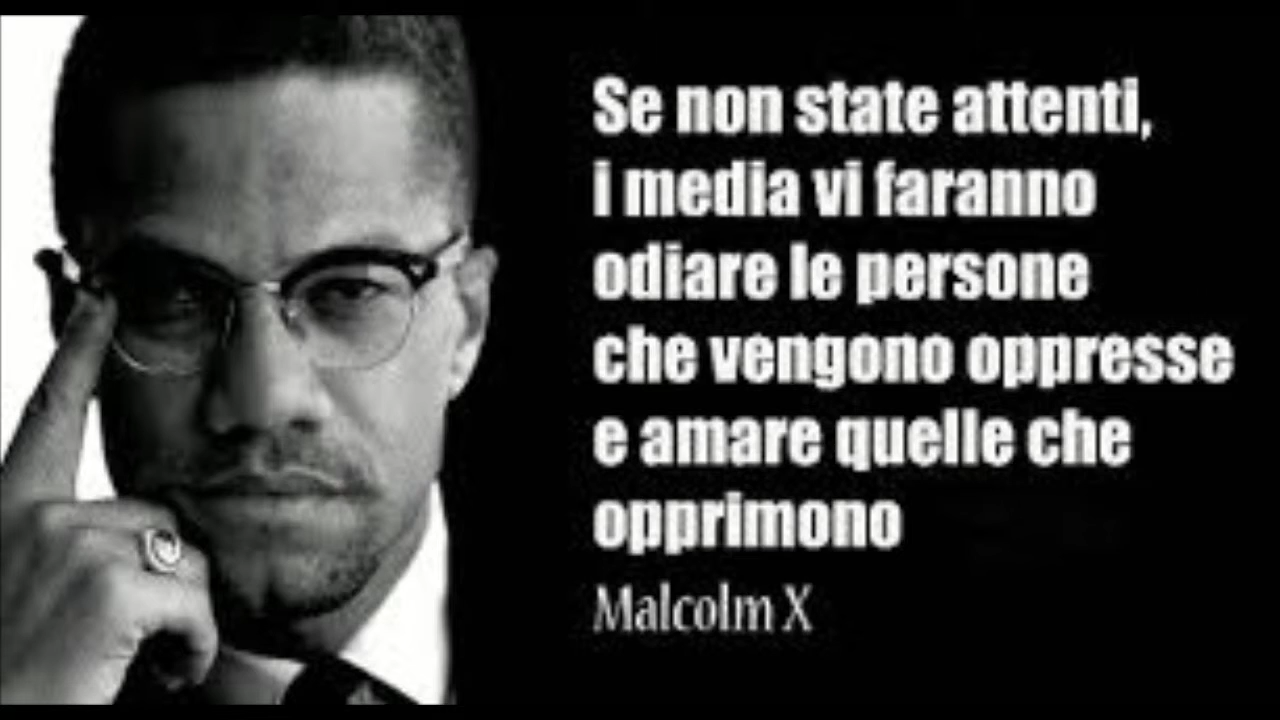 Se non state attenti,
i media vi faranno
odiare le persone
che vengono oppresse
e amare quelle che
opprimono
Malcolm X